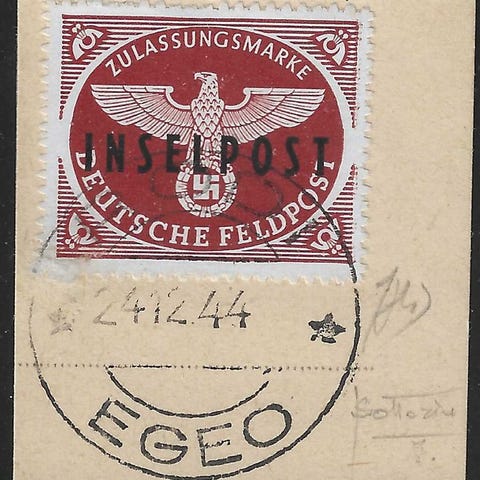 ZULASSUNGSMARKE
INSELPOST
DEUTSCHE FELDPOST
24.12.44
EGEO